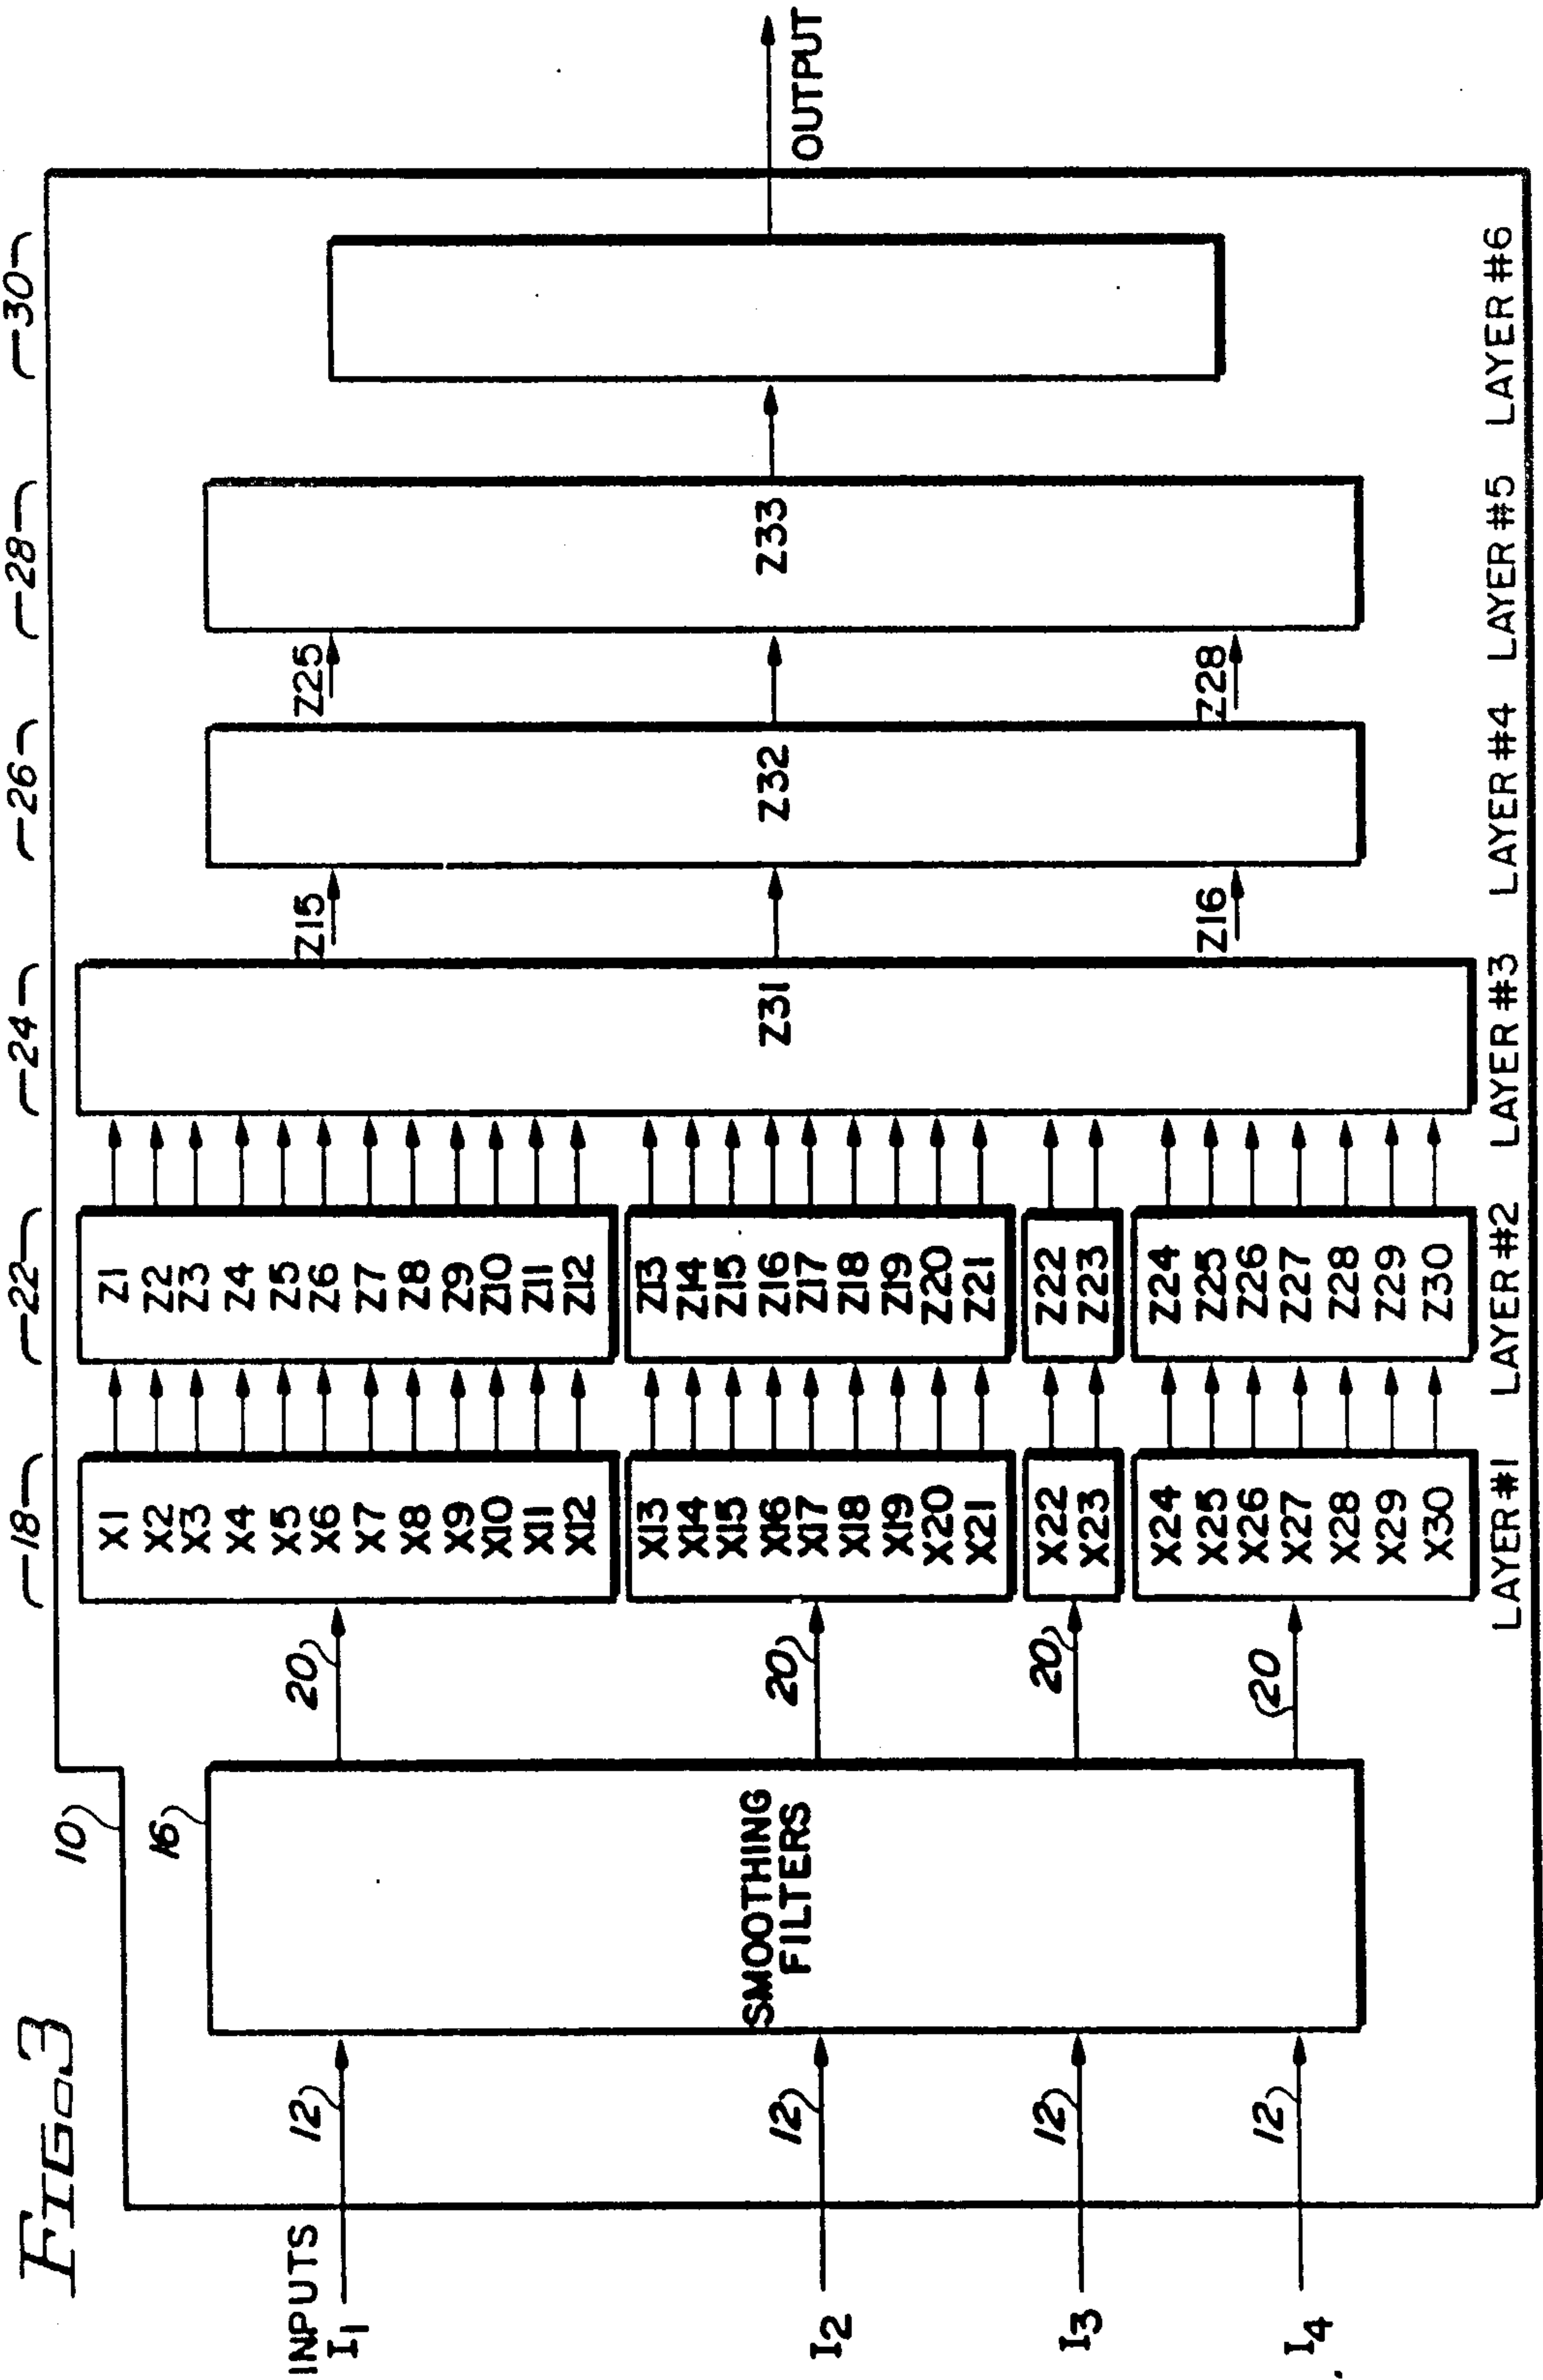 FIG. 3
INPUTS
I1
I2
I3
I4
12
12
12
12
10
16
SMOOTHING
FILTERS
20
20
20
20
18
X1
X2
X3
X4
X5
X6
X7
X8
X9
X10
X11
X12
X13
X14
X15
X16
X17
X18
X19
X20
X21
X22
X23
X24
X25
X26
X27
X28
X29
X30
LAYER #1
22
Z1
Z2
Z3
Z4
Z5
Z6
Z7
Z8
Z9
Z10
Z11
Z12
Z13
Z14
Z15
Z16
Z17
Z18
Z19
Z20
Z21
Z22
Z23
Z24
Z25
Z26
Z27
Z28
Z29
Z30
LAYER #2
24
Z31
LAYER #3
Z15
Z16
26
Z32
LAYER #4
Z25
Z28
28
Z33
LAYER #5
30
LAYER #6
OUTPUT